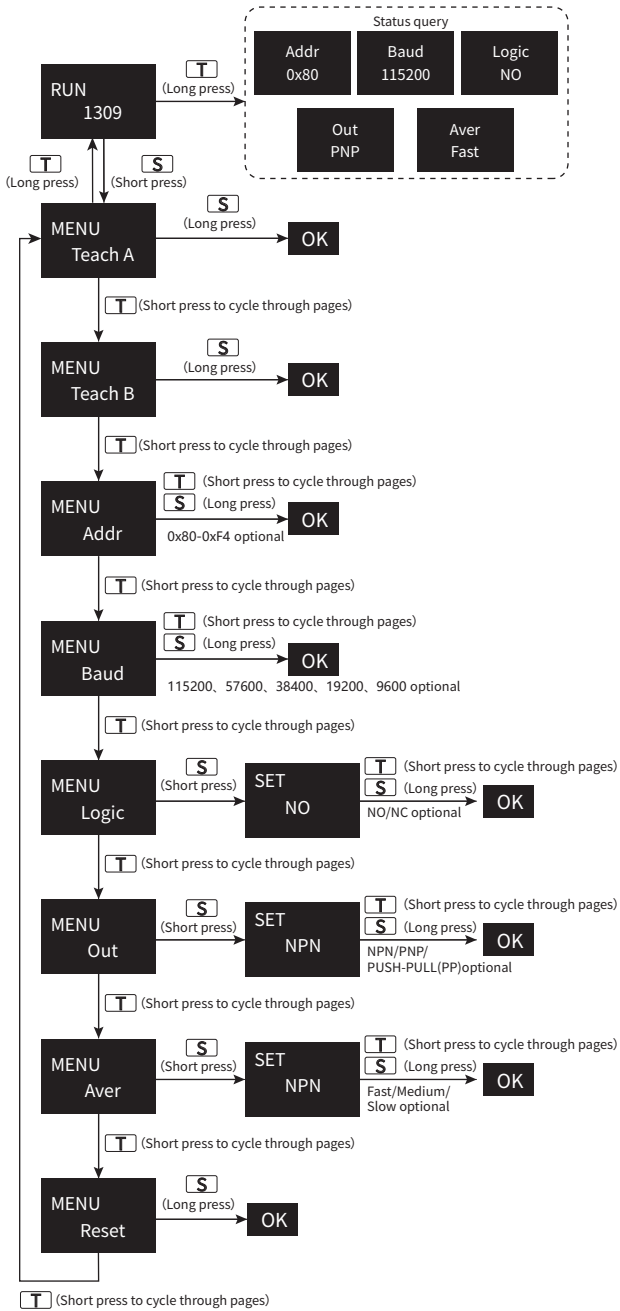 Status query
Addr
0x80
Baud
115200
Logic
NO
Out
PNP
Aver
Fast
RUN
1309
T
(Long press)
T
(Long press)
S
(Short press)
MENU
Teach A
S
(Long press)
OK
T (Short press to cycle through pages)
MENU
Teach B
S
(Long press)
OK
T (Short press to cycle through pages)
MENU
Addr
T (Short press to cycle through pages)
S (Long press)
0x80-0xF4 optional
OK
T (Short press to cycle through pages)
MENU
Baud
T (Short press to cycle through pages)
S (Long press)
OK
115200、57600、38400、19200、9600 optional
T (Short press to cycle through pages)
MENU
Logic
S
(Short press)
SET
NO
T (Short press to cycle through pages)
S (Long press)
NO/NC optional
OK
T (Short press to cycle through pages)
MENU
Out
S
(Short press)
SET
NPN
T (Short press to cycle through pages)
S (Long press)
NPN/PNP/
PUSH-PULL(PP)optional
OK
T (Short press to cycle through pages)
MENU
Aver
S
(Short press)
SET
NPN
T (Short press to cycle through pages)
S (Long press)
Fast/Medium/
Slow optional
OK
T (Short press to cycle through pages)
MENU
Reset
S
(Long press)
OK
T (Short press to cycle through pages)